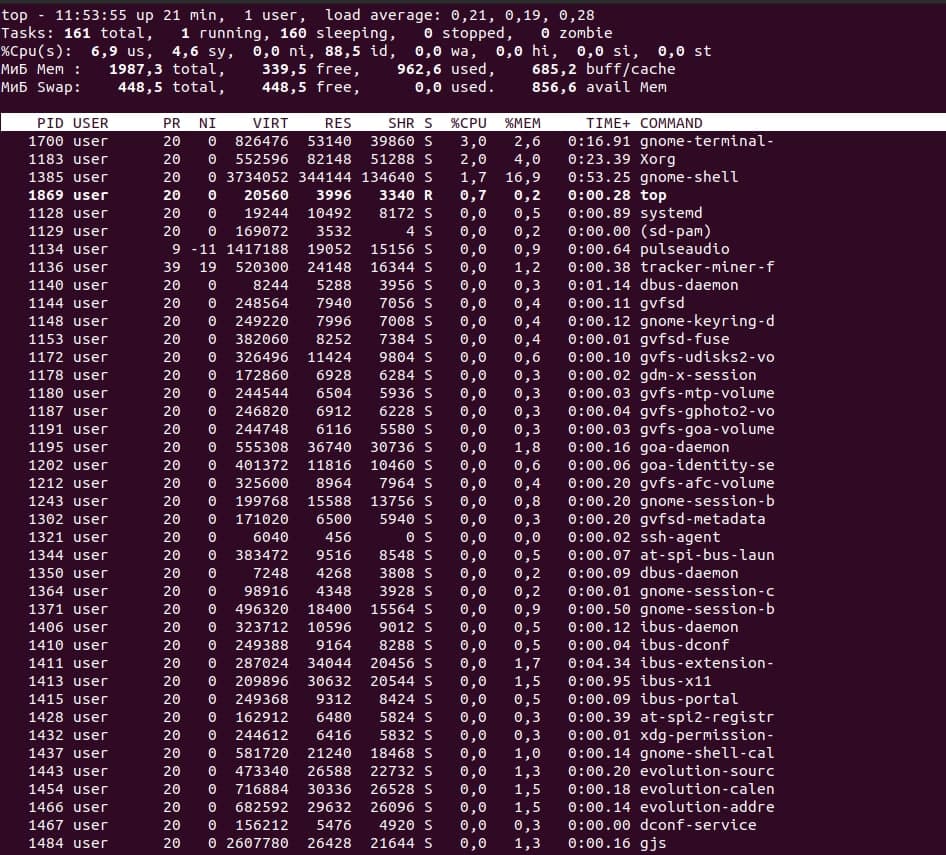 top - 11:53:55 up 21 min,  1 user,  load average: 0,21, 0,19, 0,28
Tasks: 161 total,   1 running, 160 sleeping,   0 stopped,   0 zombie
%Cpu(s):  6,9 us,  4,6 sy,  0,0 ni, 88,5 id,  0,0 wa,  0,0 hi,  0,0 si,  0,0 st
МиБ Mem :   1987,3 total,    339,5 free,    962,6 used,    685,2 buff/cache
МиБ Swap:    448,5 total,    448,5 free,      0,0 used.    856,6 avail Mem
PID USER      PR  NI    VIRT    RES    SHR S  %CPU  %MEM     TIME+ COMMAND
1700 user      20   0  826476  53140  39860 S   3,0   2,6   0:16.91 gnome-terminal-
1183 user      20   0  552596  82148  51288 S   2,0   4,0   0:23.39 Xorg
1385 user      20   0 3734052 344144 134640 S   1,7  16,9   0:53.25 gnome-shell
1869 user      20   0   20560   3996   3340 R   0,7   0,2   0:00.28 top
1128 user      20   0   19244  10492   8172 S   0,0   0,5   0:00.89 systemd
1129 user      20   0  169072   3532      4 S   0,0   0,2   0:00.00 (sd-pam)
1134 user       9 -11 1417188  19052  15156 S   0,0   0,9   0:00.64 pulseaudio
1136 user      39  19  520300  24148  16344 S   0,0   1,2   0:00.38 tracker-miner-f
1140 user      20   0    8244   5288   3956 S   0,0   0,3   0:01.14 dbus-daemon
1144 user      20   0  248564   7940   7056 S   0,0   0,4   0:00.11 gvfsd
1148 user      20   0  249220   7996   7008 S   0,0   0,4   0:00.12 gnome-keyring-d
1153 user      20   0  382060   8252   7384 S   0,0   0,4   0:00.01 gvfsd-fuse
1172 user      20   0  326496  11424   9804 S   0,0   0,6   0:00.10 gvfs-udisks2-vo
1178 user      20   0  172860   6928   6284 S   0,0   0,3   0:00.02 gdm-x-session
1180 user      20   0  244544   6504   5936 S   0,0   0,3   0:00.03 gvfs-mtp-volume
1187 user      20   0  246820   6912   6228 S   0,0   0,3   0:00.04 gvfs-gphoto2-vo
1191 user      20   0  244748   6116   5580 S   0,0   0,3   0:00.03 gvfs-goa-volume
1195 user      20   0  555308  36740  30736 S   0,0   1,8   0:00.16 goa-daemon
1202 user      20   0  401372  11816  10460 S   0,0   0,6   0:00.06 goa-identity-se
1212 user      20   0  325600   8964   7964 S   0,0   0,4   0:00.20 gvfs-afc-volume
1243 user      20   0  199768  15588  13756 S   0,0   0,8   0:00.20 gnome-session-b
1302 user      20   0  171020   6500   5940 S   0,0   0,3   0:00.20 gvfsd-metadata
1321 user      20   0    6040    456      0 S   0,0   0,0   0:00.02 ssh-agent
1344 user      20   0  383472   9516   8548 S   0,0   0,5   0:00.07 at-spi-bus-laun
1350 user      20   0    7248   4268   3808 S   0,0   0,2   0:00.09 dbus-daemon
1364 user      20   0   98916   4348   3928 S   0,0   0,2   0:00.01 gnome-session-c
1371 user      20   0  496320  18400  15564 S   0,0   0,9   0:00.50 gnome-session-b
1406 user      20   0  323712  10596   9012 S   0,0   0,5   0:00.12 ibus-daemon
1410 user      20   0  249388   9164   8288 S   0,0   0,5   0:00.04 ibus-dconf
1411 user      20   0  287024  34044  20456 S   0,0   1,7   0:04.34 ibus-extension-
1413 user      20   0  209896  30632  20544 S   0,0   1,5   0:00.95 ibus-x11
1415 user      20   0  249368   9312   8424 S   0,0   0,5   0:00.09 ibus-portal
1428 user      20   0  162912   6480   5824 S   0,0   0,3   0:00.39 at-spi2-registr
1432 user      20   0  244612   6416   5832 S   0,0   0,3   0:00.01 xdg-permission-
1437 user      20   0  581720  21240  18468 S   0,0   1,0   0:00.14 gnome-shell-cal
1443 user      20   0  473340  26588  22732 S   0,0   1,3   0:00.20 evolution-sourc
1454 user      20   0  716884  30336  26528 S   0,0   1,5   0:00.18 evolution-calen
1466 user      20   0  682592  29632  26096 S   0,0   1,5   0:00.14 evolution-addre
1467 user      20   0  156212   5476   4920 S   0,0   0,3   0:00.00 dconf-service
1484 user      20   0 2607780  26428  21644 S   0,0   1,3   0:00.16 gjs